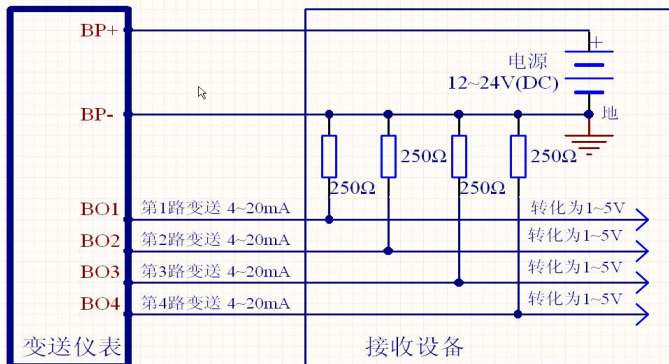 BP+
+
电源
12~24V(DC)
BP-
地
250Ω
250Ω
250Ω
250Ω
BO1 第1路变送 4~20mA 转化为1~5V
BO2 第2路变送 4~20mA 转化为1~5V
BO3 第3路变送 4~20mA 转化为1~5V
BO4 第4路变送 4~20mA 转化为1~5V
变送仪表
接收设备